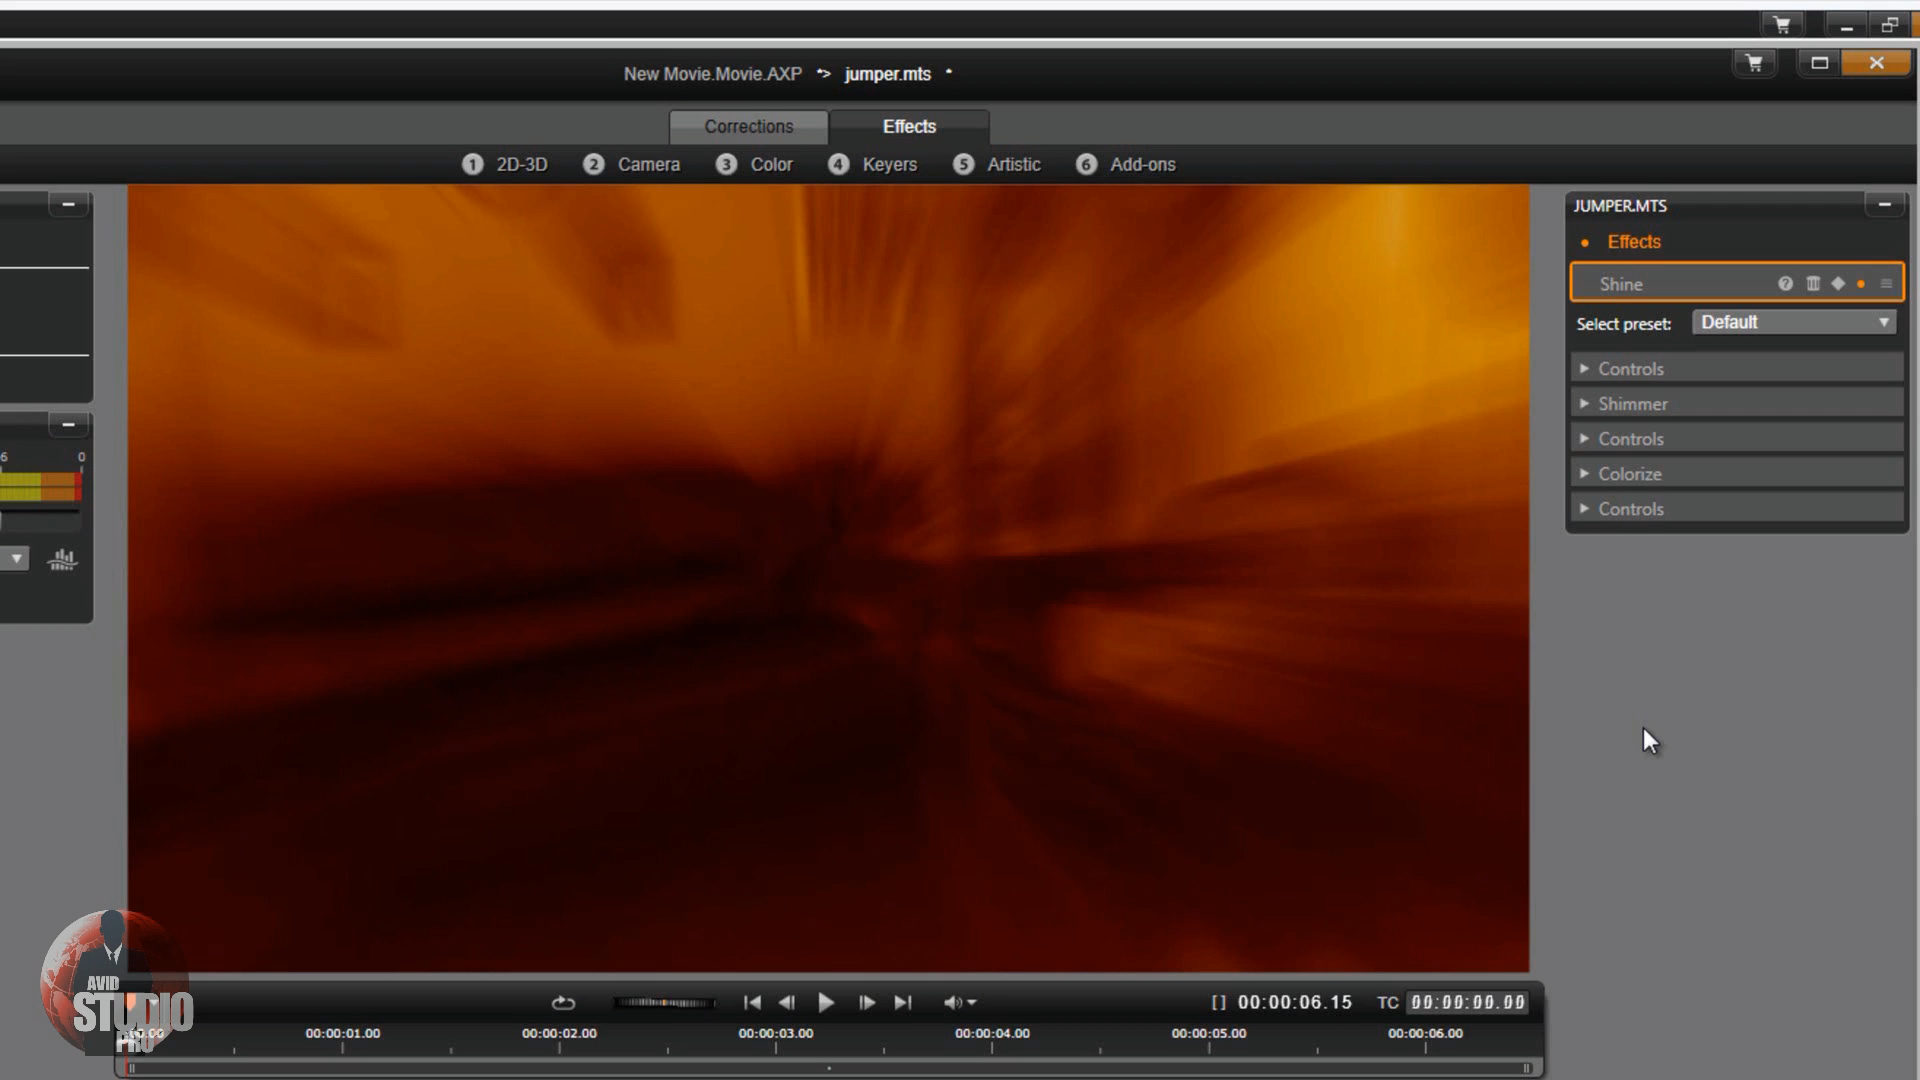 New Movie.Movie.AXP > jumper.mts *
Corrections Effects
1 2D-3D 2 Camera 3 Color 4 Keyers 5 Artistic 6 Add-ons
JUMPER.MTS
Effects
Shine
Select preset: Default
Controls
Shimmer
Controls
Colorize
Controls
6 0
[ ] 00:00:06.15 TC 00:00:00.00
00:00:01.00 00:00:02.00 00:00:03.00 00:00:04.00 00:00:05.00 00:00:06.00
AVID
STUDIO
PRO